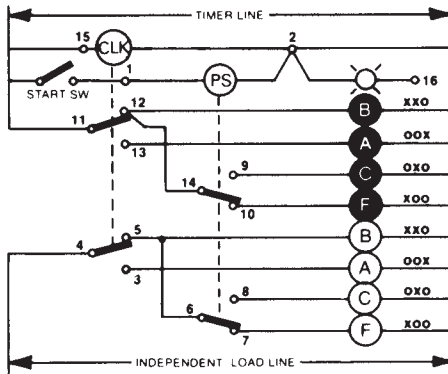 TIMER LINE
15 CLK 2
1 PS 16
START SW
12 B XXO
11
13 A OOX
9 C OXO
14
10 F XOO
5 B XXO
4
3 A OOX
8 C OXO
6
7 F XOO
INDEPENDENT LOAD LINE